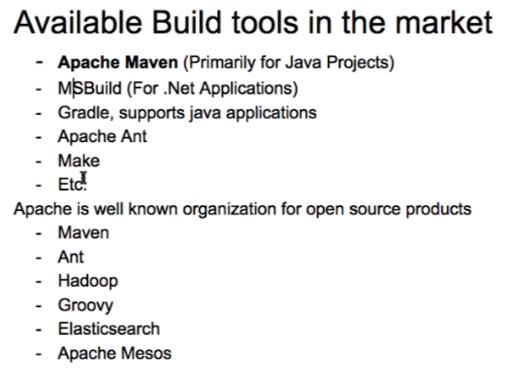 Available Build tools in the market
- Apache Maven (Primarily for Java Projects)
- MSBuild (For .Net Applications)
- Gradle, supports java applications
- Apache Ant
- Make
- Etc.
Apache is well known organization for open source products
- Maven
- Ant
- Hadoop
- Groovy
- Elasticsearch
- Apache Mesos